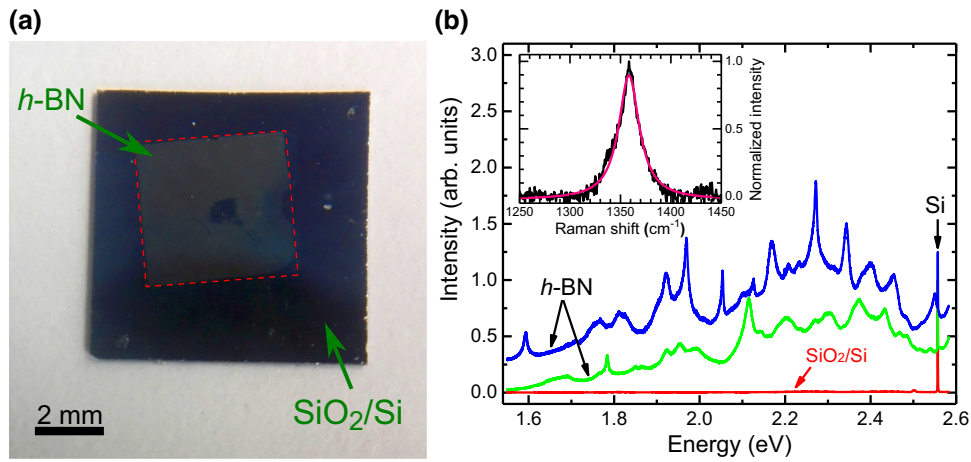 (a)
h-BN
SiO₂/Si
2 mm
(b)
Intensity (arb. units)
3.0
2.5
2.0
1.5
1.0
0.5
0.0
1.6
1.8
2.0
2.2
2.4
2.6
Energy (eV)
h-BN
SiO₂/Si
Si
1250
1300
1350
1400
1450
Raman shift (cm⁻¹)
1.0
0.5
0.0
Normalized intensity